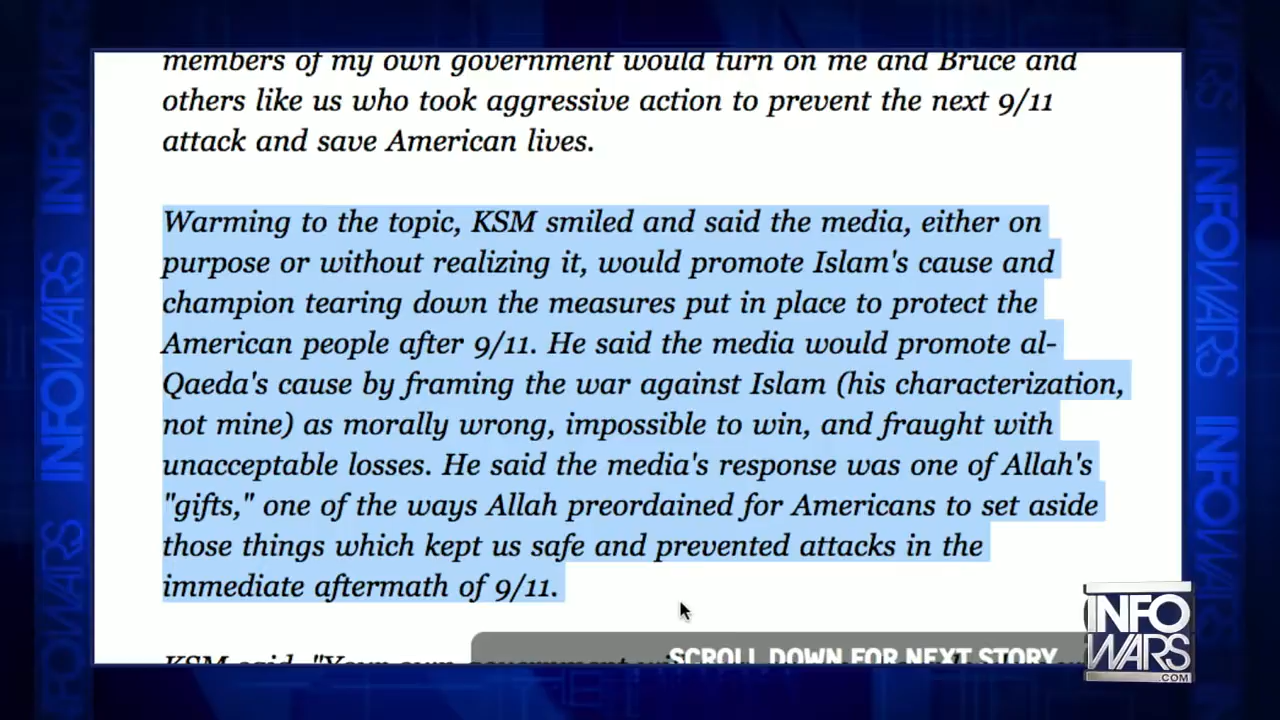 members of my own government would turn on me and Bruce and
others like us who took aggressive action to prevent the next 9/11
attack and save American lives.
Warming to the topic, KSM smiled and said the media, either on
purpose or without realizing it, would promote Islam's cause and
champion tearing down the measures put in place to protect the
American people after 9/11. He said the media would promote al-
Qaeda's cause by framing the war against Islam (his characterization,
not mine) as morally wrong, impossible to win, and fraught with
unacceptable losses. He said the media's response was one of Allah's
"gifts," one of the ways Allah preordained for Americans to set aside
those things which kept us safe and prevented attacks in the
immediate aftermath of 9/11.
KSM said, "Your own government
SCROLL DOWN FOR NEXT STORY
INFO
WARS
.COM
INFOWARS
INFOWARS
INFOWARS
INFOWARS